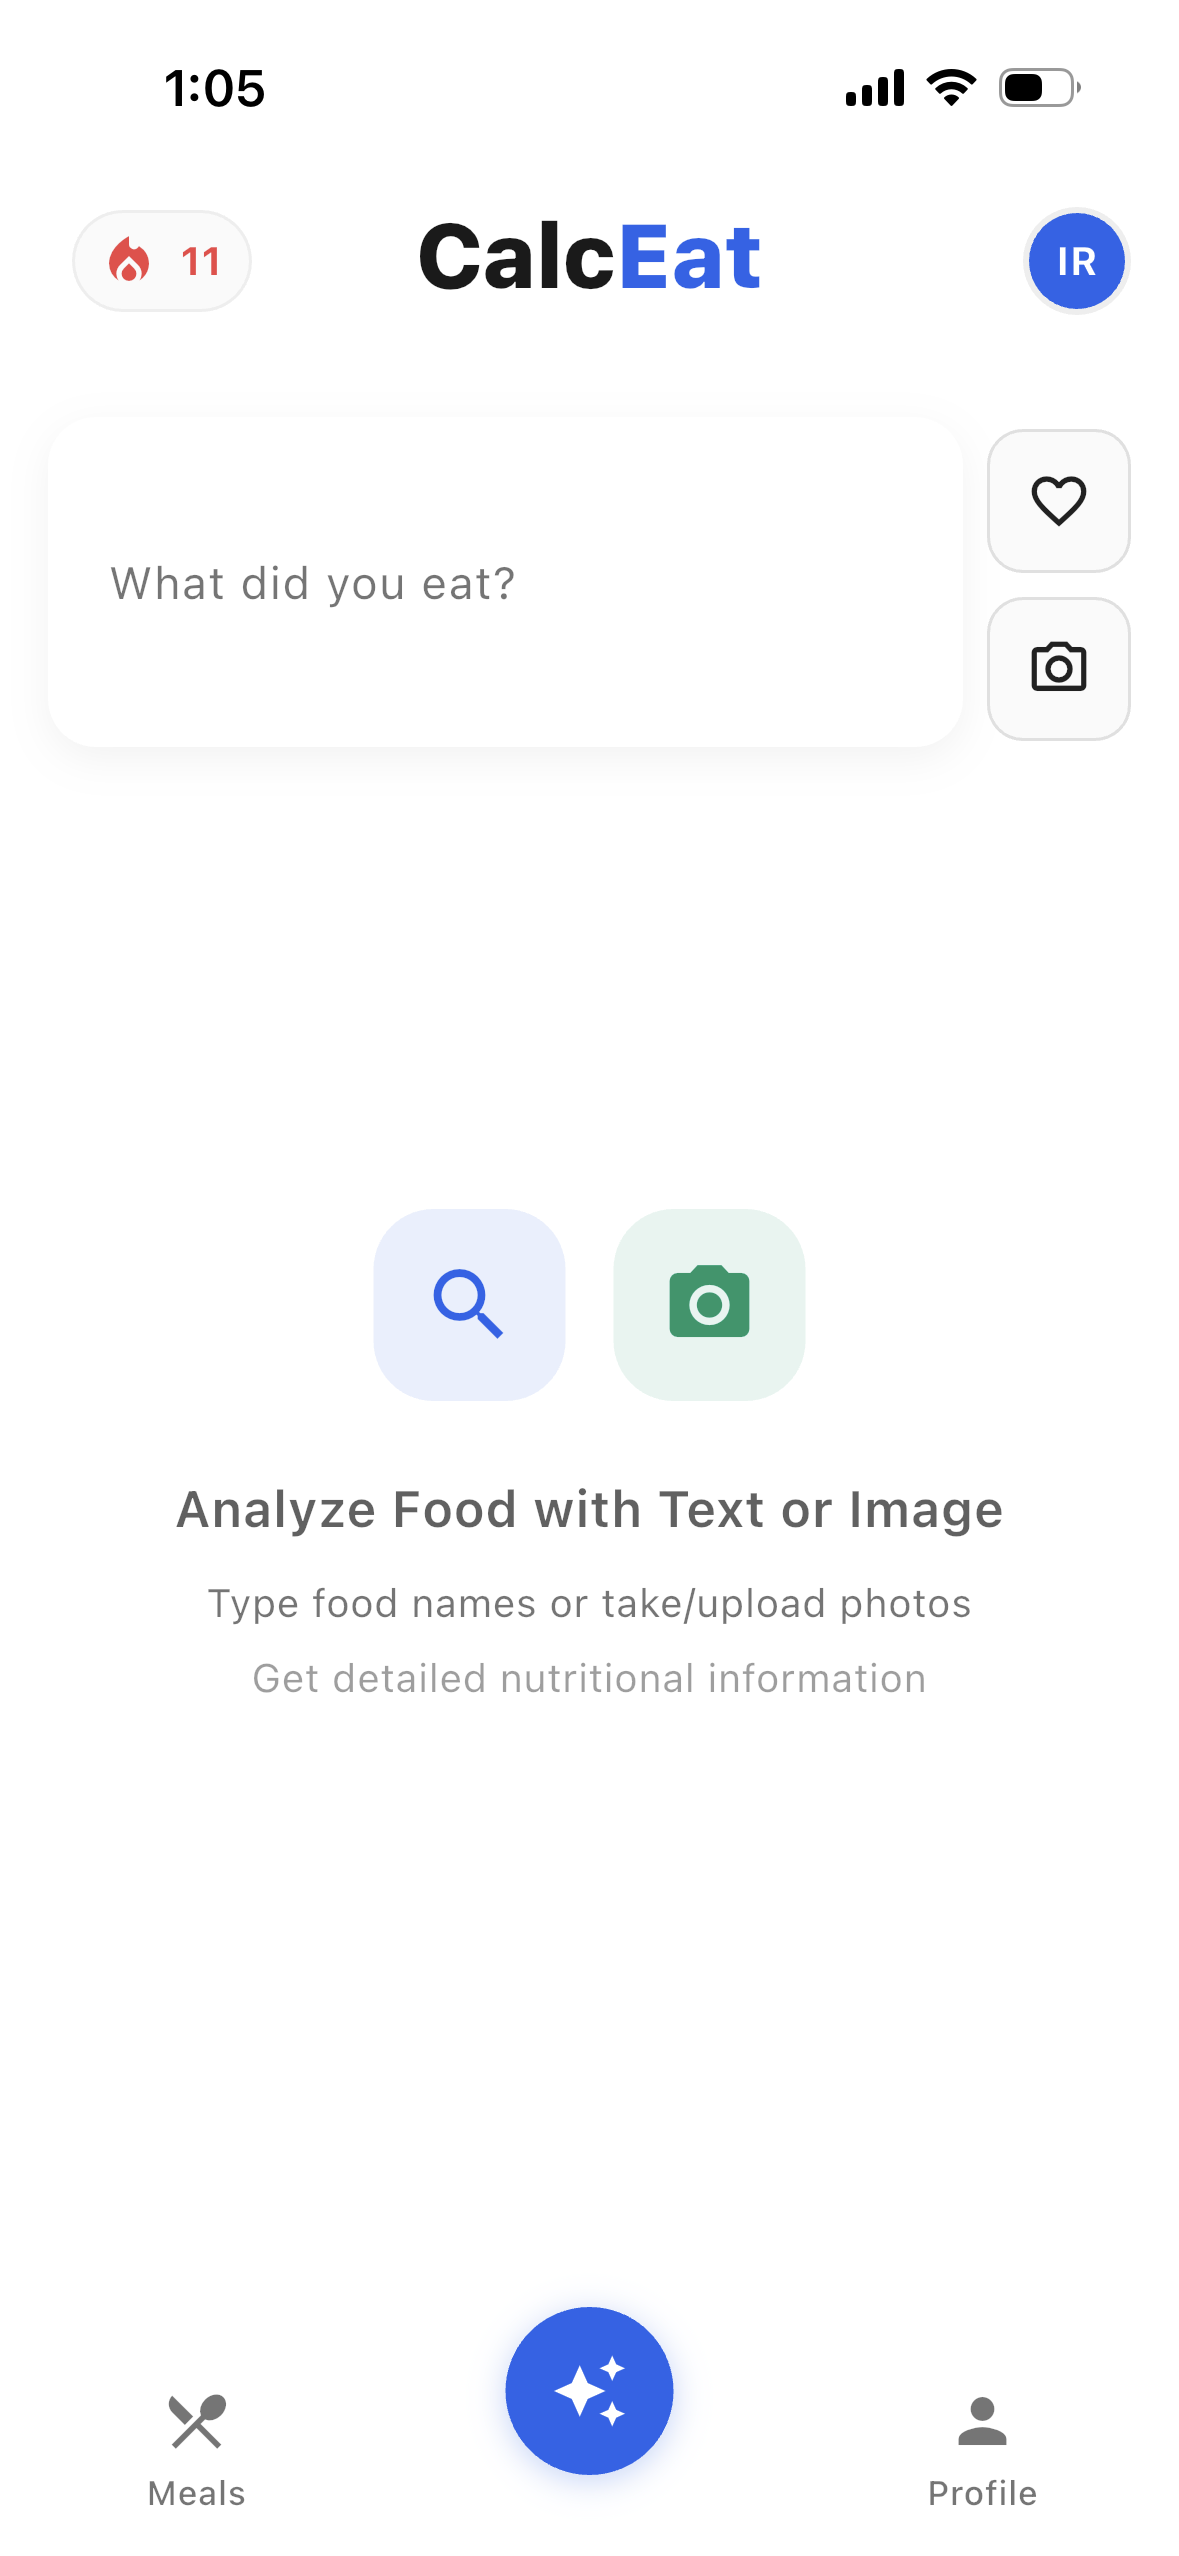 1:05
11
CalcEat
IR
What did you eat?
Analyze Food with Text or Image
Type food names or take/upload photos
Get detailed nutritional information
Meals
Profile